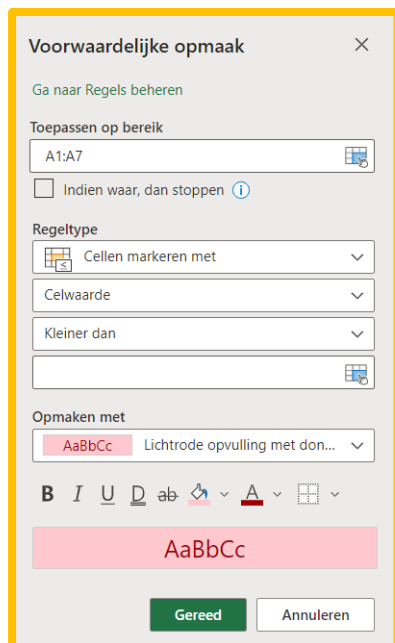 Voorwaardelijke opmaak
Ga naar Regels beheren
Toepassen op bereik
A1:A7
Indien waar, dan stoppen
Regeltype
Cellen markeren met
Celwaarde
Kleiner dan
Opmaken met
AaBbCc Lichtrode opvulling met don...
B I U D ab A
AaBbCc
Gereed Annuleren